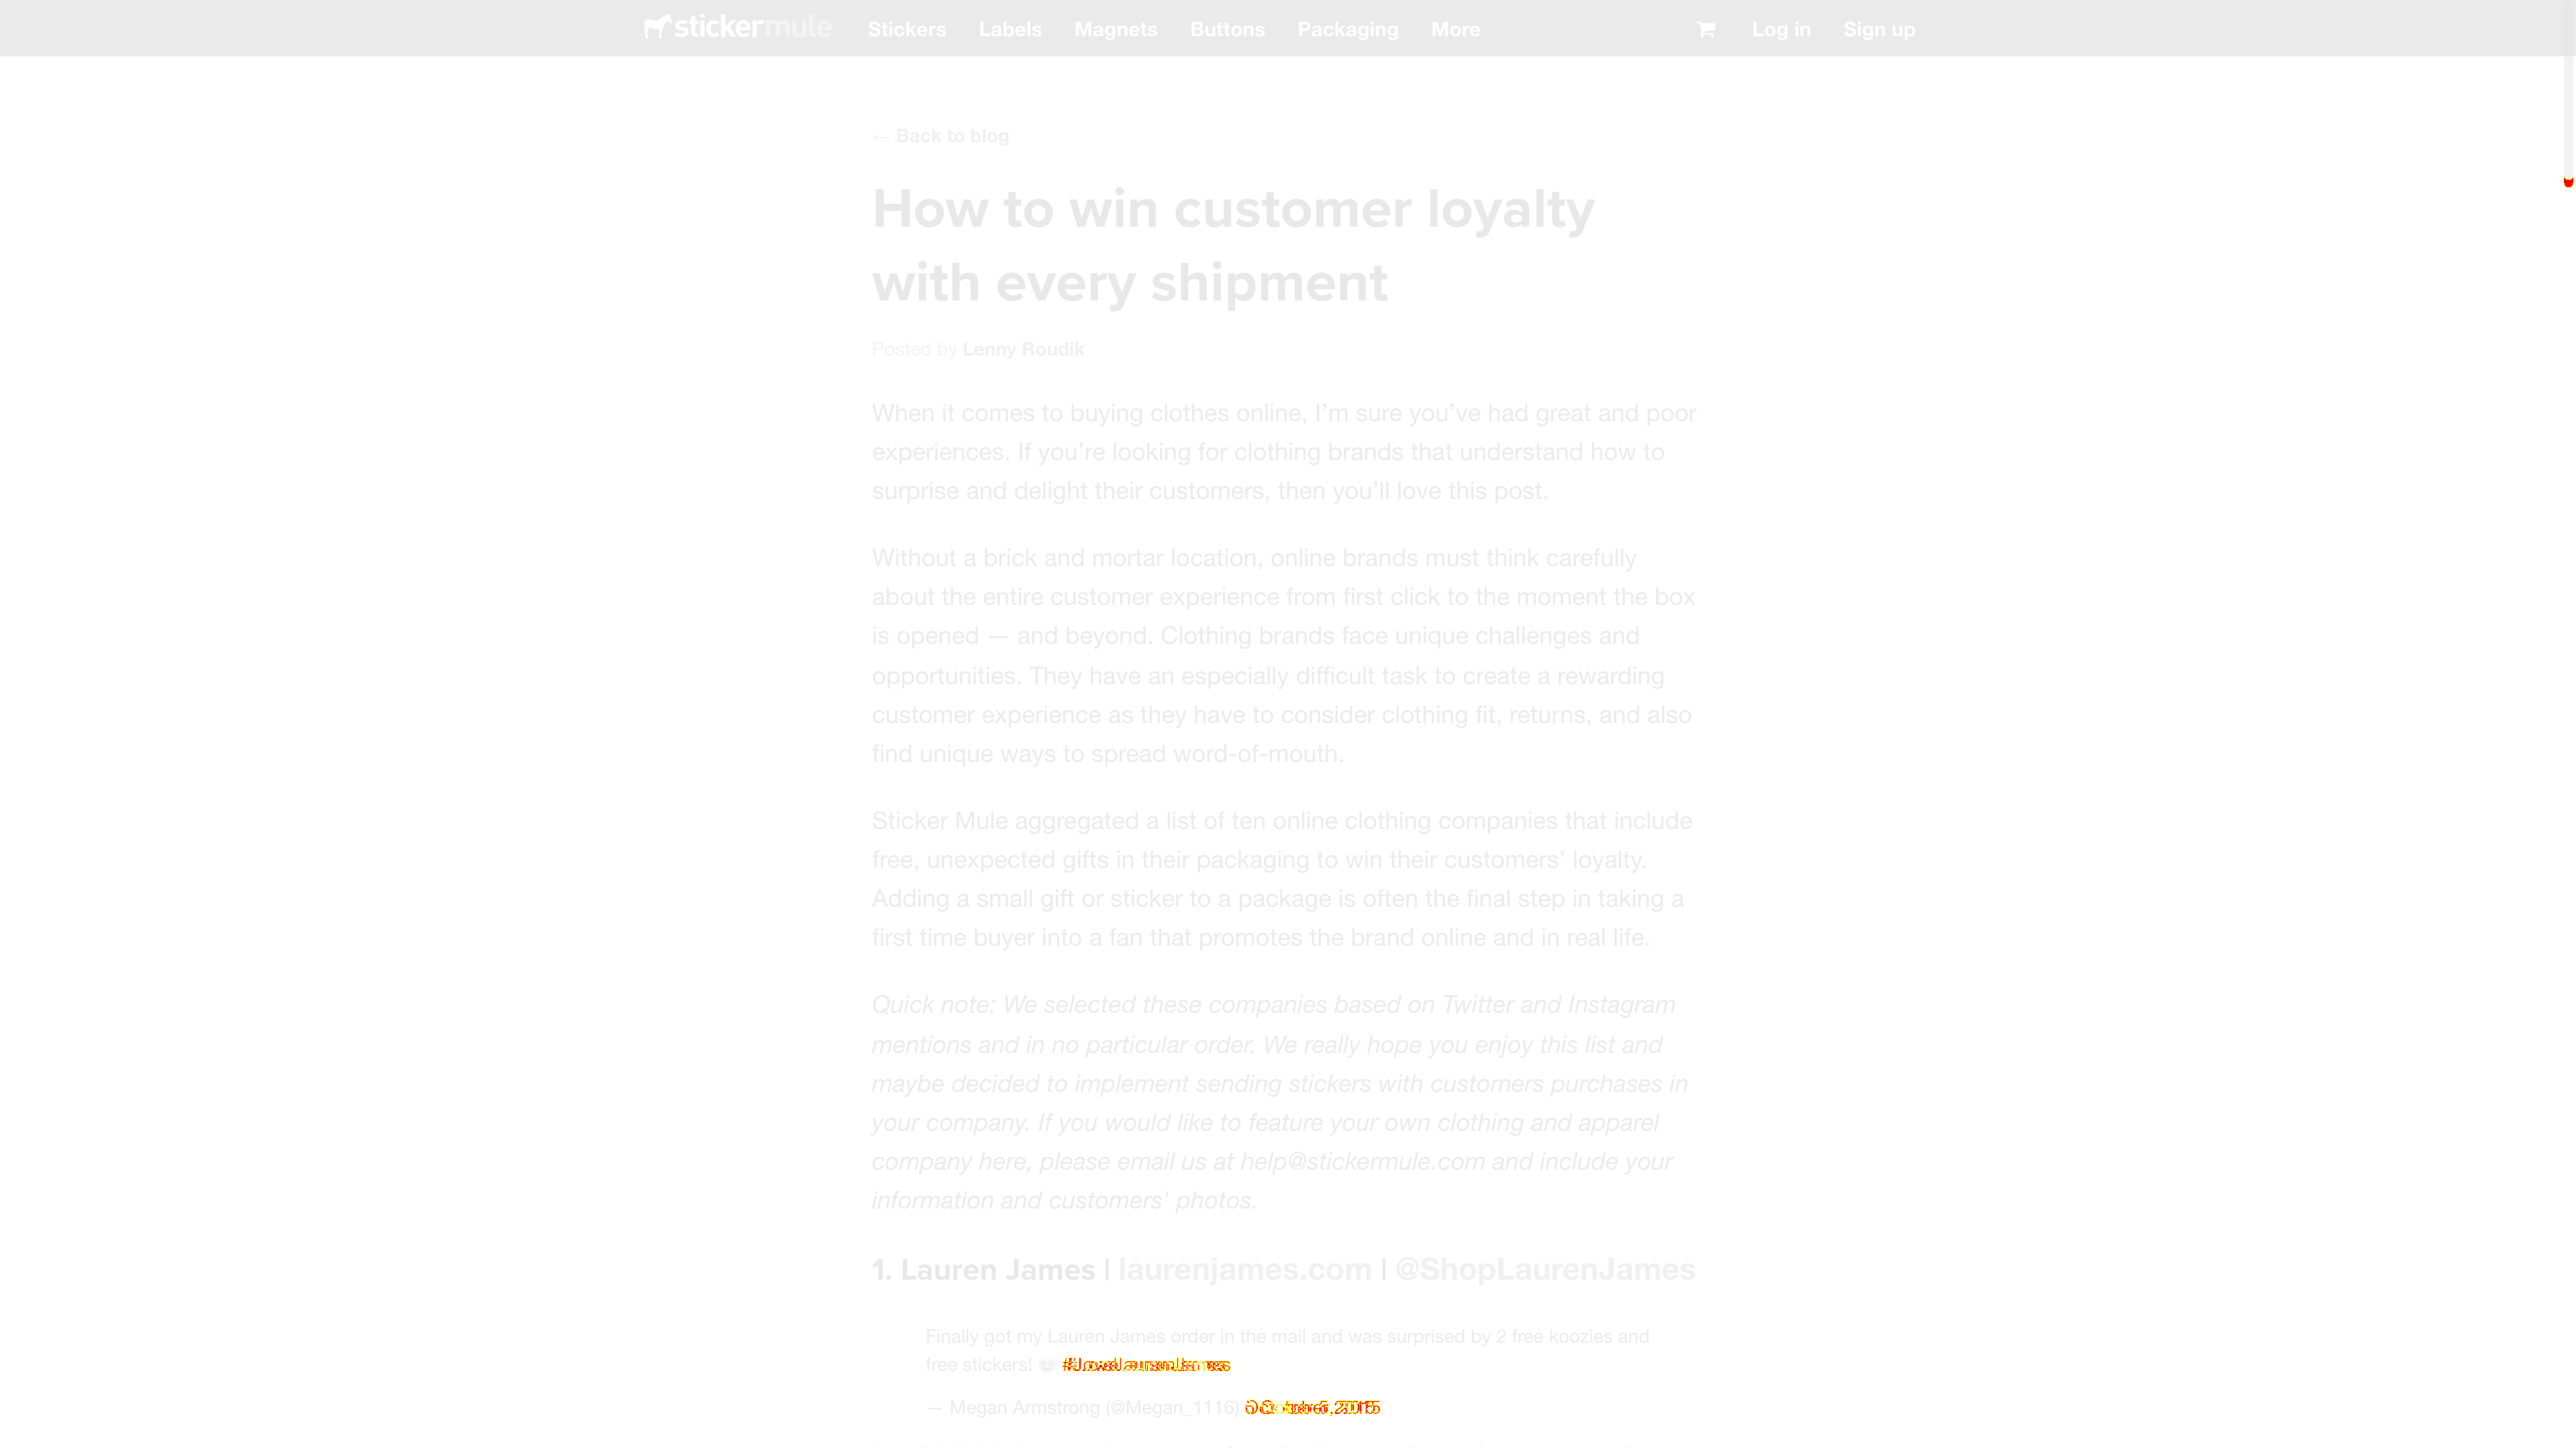 stickermule Stickers Labels Magnets Buttons Packaging More Log in Sign up
← Back to blog
How to win customer loyalty
with every shipment
Posted by Lenny Roudik
When it comes to buying clothes online, I’m sure you’ve had great and poor
experiences. If you’re looking for clothing brands that understand how to
surprise and delight their customers, then you’ll love this post.
Without a brick and mortar location, online brands must think carefully
about the entire customer experience from first click to the moment the box
is opened — and beyond. Clothing brands face unique challenges and
opportunities. They have an especially difficult task to create a rewarding
customer experience as they have to consider clothing fit, returns, and also
find unique ways to spread word-of-mouth.
Sticker Mule aggregated a list of ten online clothing companies that include
free, unexpected gifts in their packaging to win their customers’ loyalty.
Adding a small gift or sticker to a package is often the final step in taking a
first time buyer into a fan that promotes the brand online and in real life.
Quick note: We selected these companies based on Twitter and Instagram
mentions and in no particular order. We really hope you enjoy this list and
maybe decided to implement sending stickers with customers purchases in
your company. If you would like to feature your own clothing and apparel
company here, please email us at help@stickermule.com and include your
information and customers' photos.
1. Lauren James | laurenjames.com | @ShopLaurenJames
Finally got my Lauren James order in the mail and was surprised by 2 free koozies and
free stickers!
— Megan Armstrong (@Megan_1116)